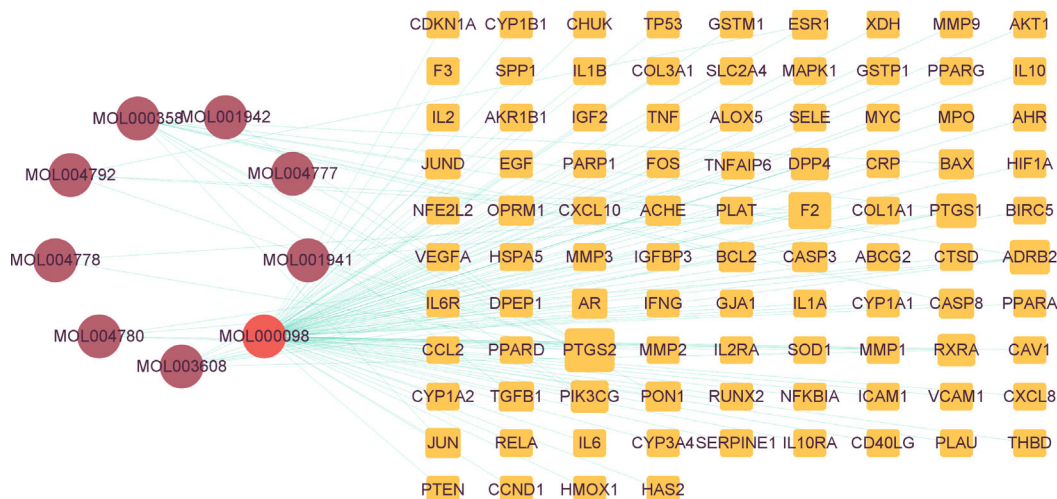 MOL000358
MOL001942
MOL004792
MOL004777
MOL004778
MOL001941
MOL004780
MOL000098
MOL003608
CDKN1A CYP1B1 CHUK TP53 GSTM1 ESR1 XDH MMP9 AKT1
F3 SPP1 IL1B COL3A1 SLC2A4 MAPK1 GSTP1 PPARG IL10
IL2 AKR1B1 IGF2 TNF ALOX5 SELE MYC MPO AHR
JUND EGF PARP1 FOS TNFAIP6 DPP4 CRP BAX HIF1A
NFE2L2 OPRM1 CXCL10 ACHE PLAT F2 COL1A1 PTGS1 BIRC5
VEGFA HSPA5 MMP3 IGFBP3 BCL2 CASP3 ABCG2 CTSD ADRB2
IL6R DPEP1 AR IFNG GJA1 IL1A CYP1A1 CASP8 PPARA
CCL2 PPARD PTGS2 MMP2 IL2RA SOD1 MMP1 RXRA CAV1
CYP1A2 TGFB1 PIK3CG PON1 RUNX2 NFKBIA ICAM1 VCAM1 CXCL8
JUN RELA IL6 CYP3A4 SERPINE1 IL10RA CD40LG PLAU THBD
PTEN CCND1 HMOX1 HAS2